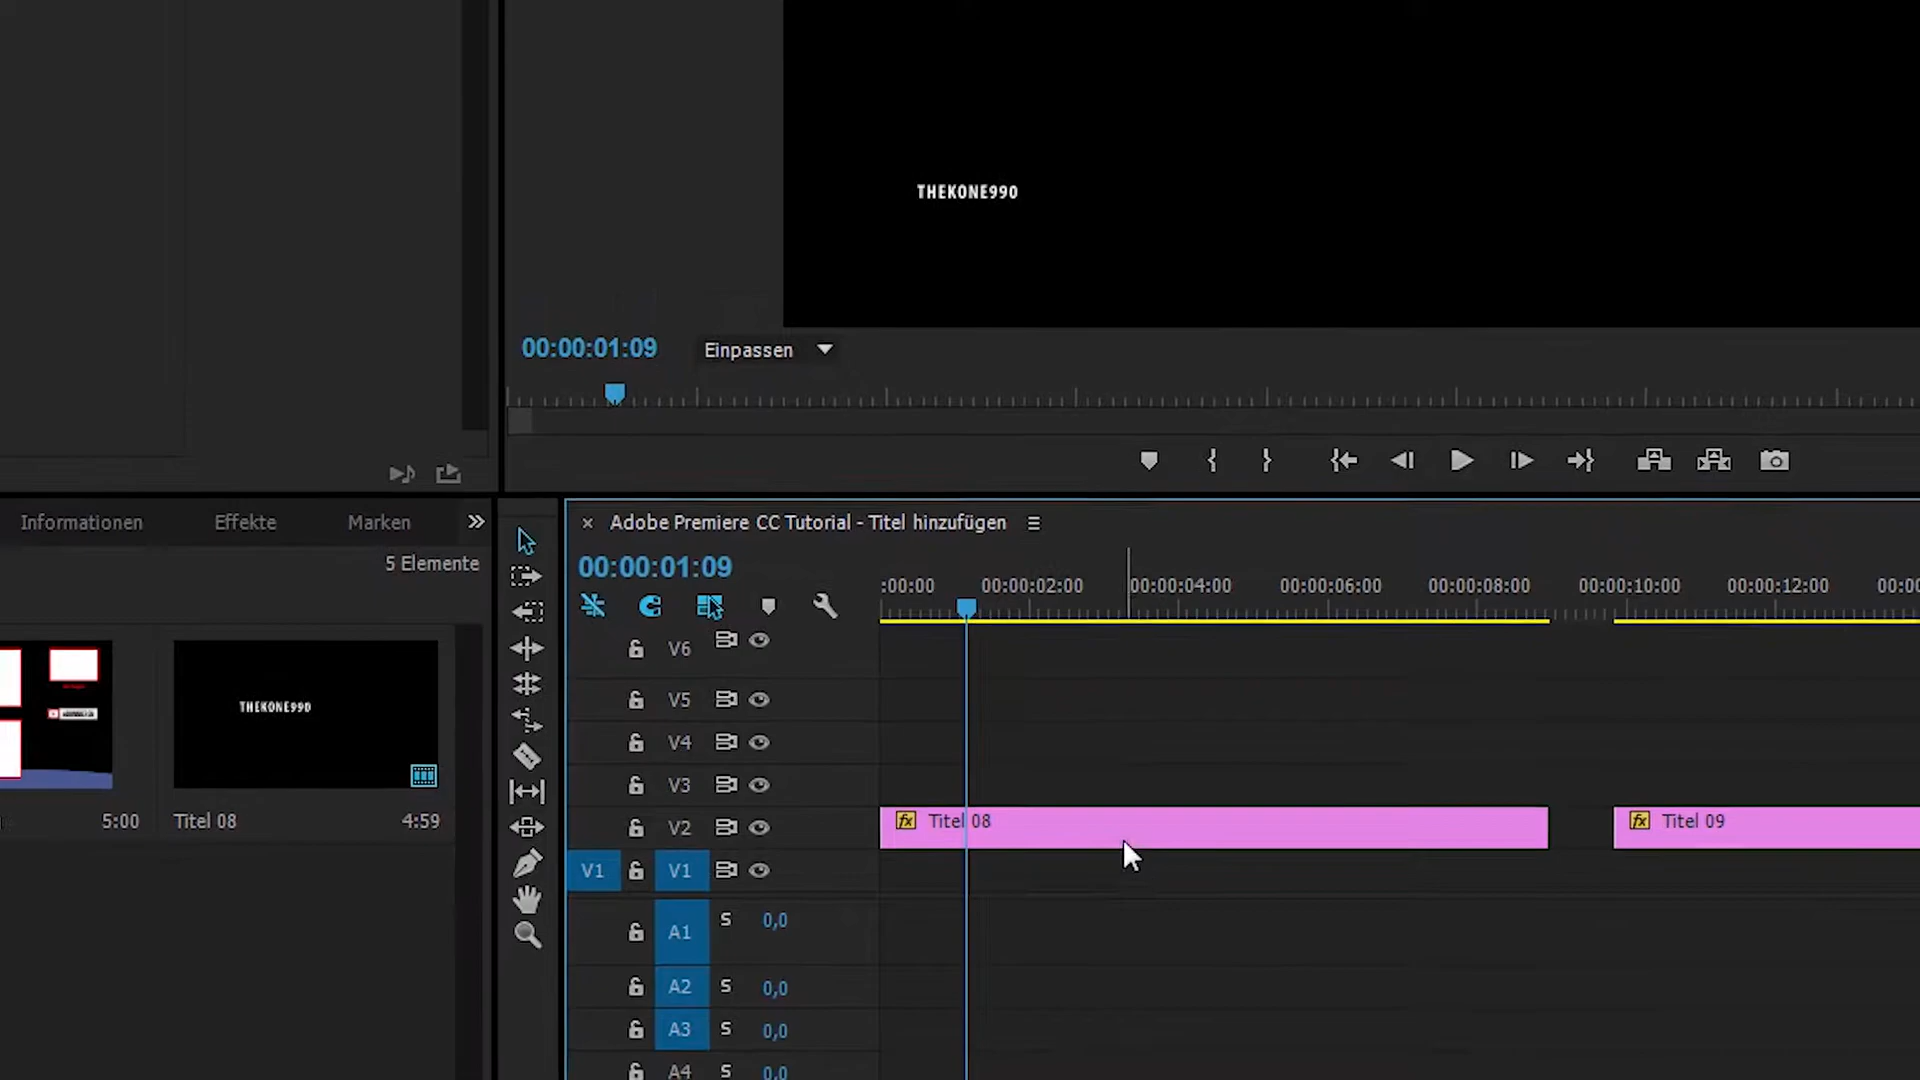 THEKONE990
00:00:01:09
Einpassen
Informationen
Effekte
Marken
5 Elemente
THEKONE990
5:00
Titel 08
4:59
Adobe Premiere CC Tutorial - Titel hinzufügen
00:00:01:09
:00:00
00:00:02:00
00:00:04:00
00:00:06:00
00:00:08:00
00:00:10:00
00:00:12:00
00:00
V6
V5
V4
V3
V2
fx Titel 08
fx Titel 09
V1
V1
A1
S
0,0
A2
S
0,0
A3
S
0,0
A4
S
0,0